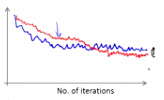 No. of iterations